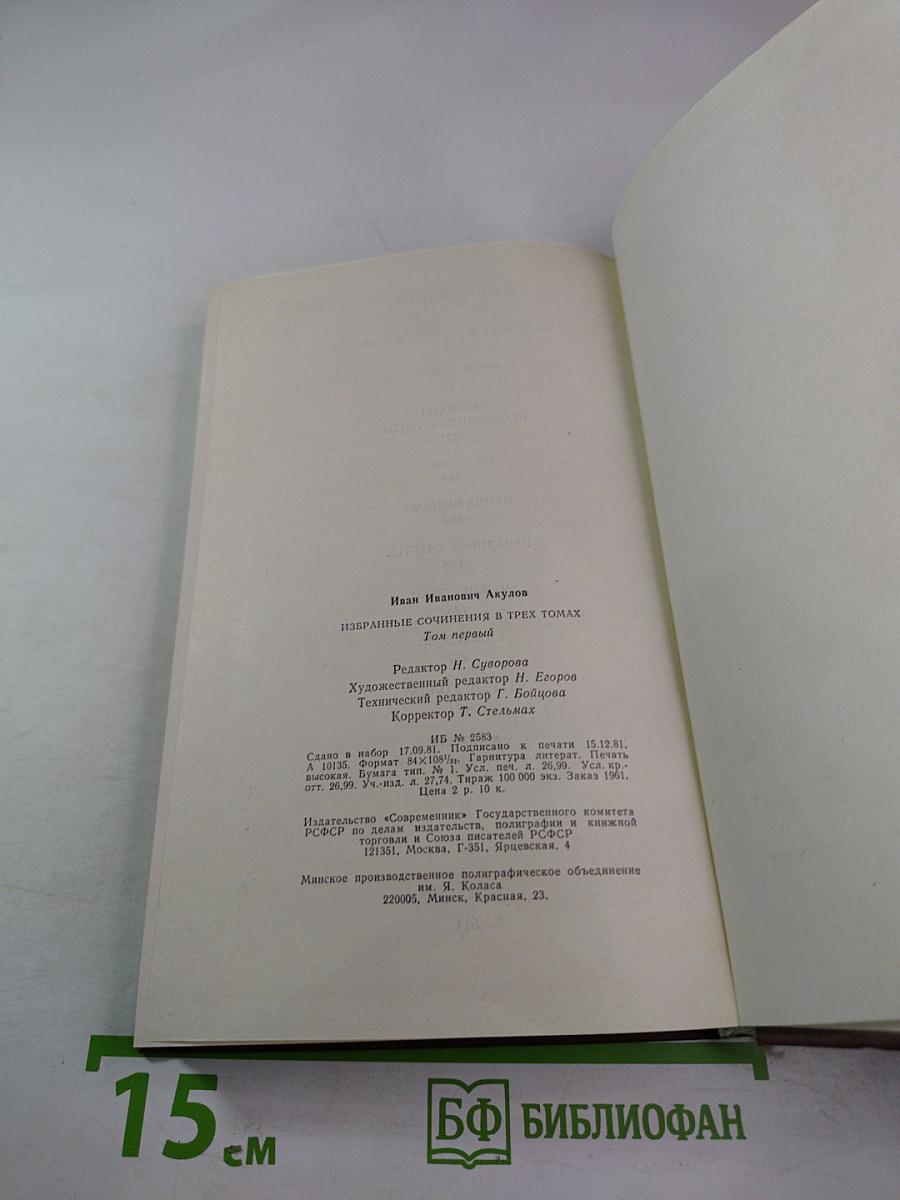 Иван Иванович Акулов
ИЗБРАННЫЕ СОЧИНЕНИЯ В ТРЕХ ТОМАХ
Том первый
Редактор Н. Суворова
Художественный редактор Н. Егоров
Технический редактор Г. Бойцова
Корректор Т. Стельмах
ИБ № 2583
Сдано в набор 17.09.81. Подписано к печати 15.12.81.
А 10135. Формат 84×108¹/₃₂. Гарнитура литерат. Печать
высокая. Бумага тип. № 1. Усл. печ. л. 26,99. Усл. кр.-
отт. 26,99. Уч.-изд. л. 27,74. Тираж 100 000 экз. Заказ 1961.
Цена 2 р. 10 к.
Издательство «Современник» Государственного комитета
РСФСР по делам издательств, полиграфии и книжной
торговли и Союза писателей РСФСР
121351, Москва, Г-351, Ярцевская, 4
Минское производственное полиграфическое объединение
им. Я. Коласа
220005, Минск, Красная, 23.
15 см
БФ БИБЛИОФАН